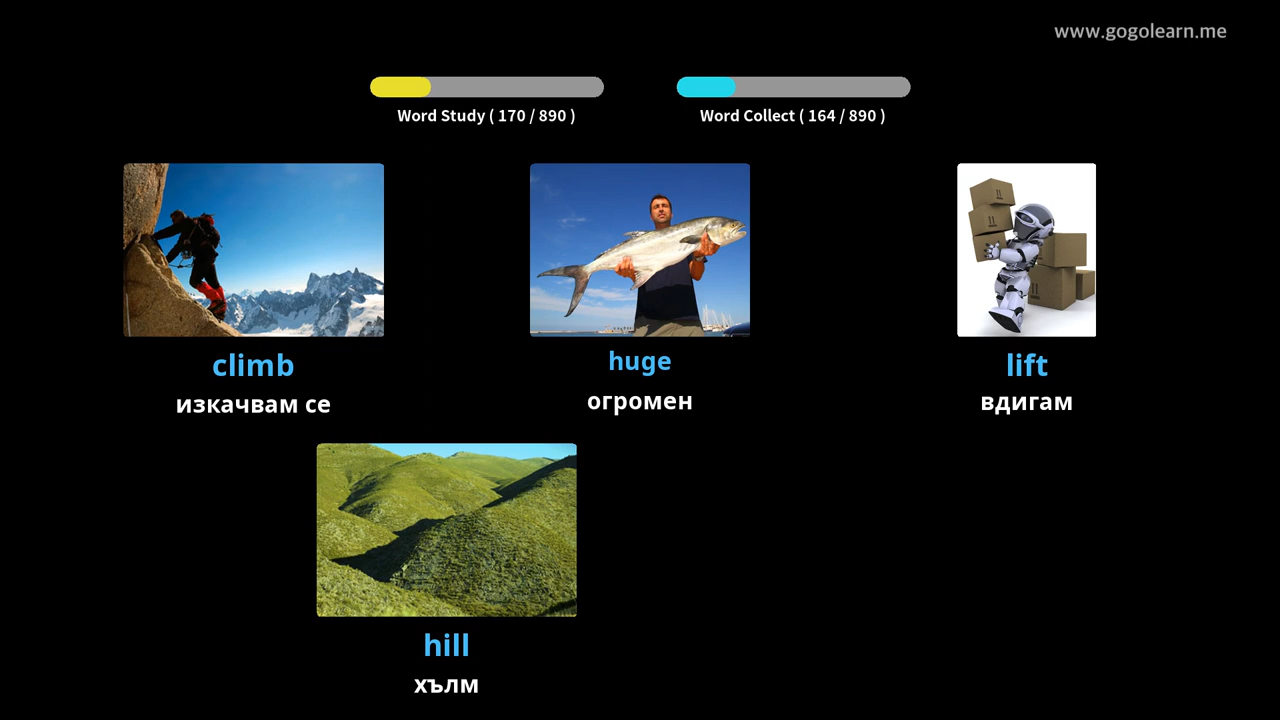 www.gogolearn.me
Word Study ( 170 / 890 )
Word Collect ( 164 / 890 )
climb
изкачвам се
huge
огромен
lift
вдигам
hill
хълм